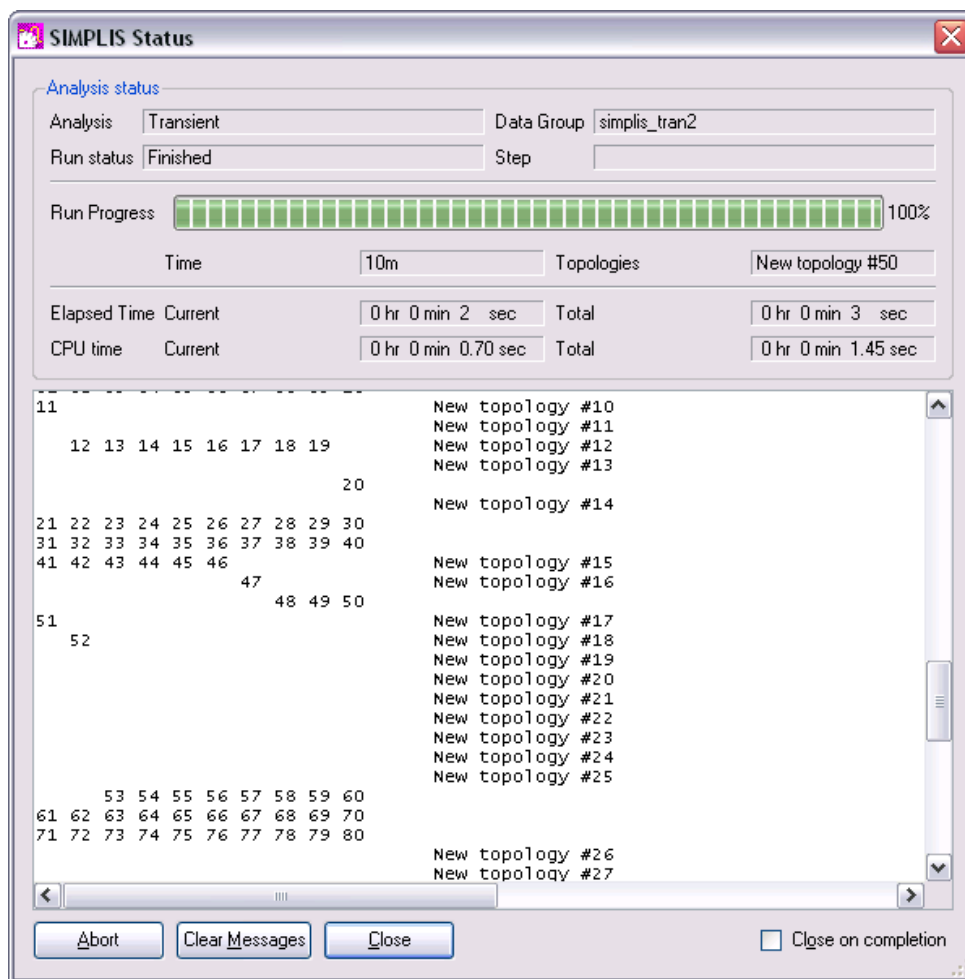 SIMPLIS Status
Analysis status
Analysis Transient Data Group simplis_tran2
Run status Finished Step
Run Progress 100%
Time 10m Topologies New topology #50
Elapsed Time Current 0 hr 0 min 2 sec Total 0 hr 0 min 3 sec
CPU time Current 0 hr 0 min 0.70 sec Total 0 hr 0 min 1.45 sec
11 New topology #10
New topology #11
12 13 14 15 16 17 18 19 New topology #12
New topology #13
20
New topology #14
21 22 23 24 25 26 27 28 29 30
31 32 33 34 35 36 37 38 39 40
41 42 43 44 45 46 New topology #15
47 New topology #16
48 49 50
51 New topology #17
52 New topology #18
New topology #19
New topology #20
New topology #21
New topology #22
New topology #23
New topology #24
New topology #25
53 54 55 56 57 58 59 60
61 62 63 64 65 66 67 68 69 70
71 72 73 74 75 76 77 78 79 80
New topology #26
New topology #27
Abort Clear Messages Close Close on completion